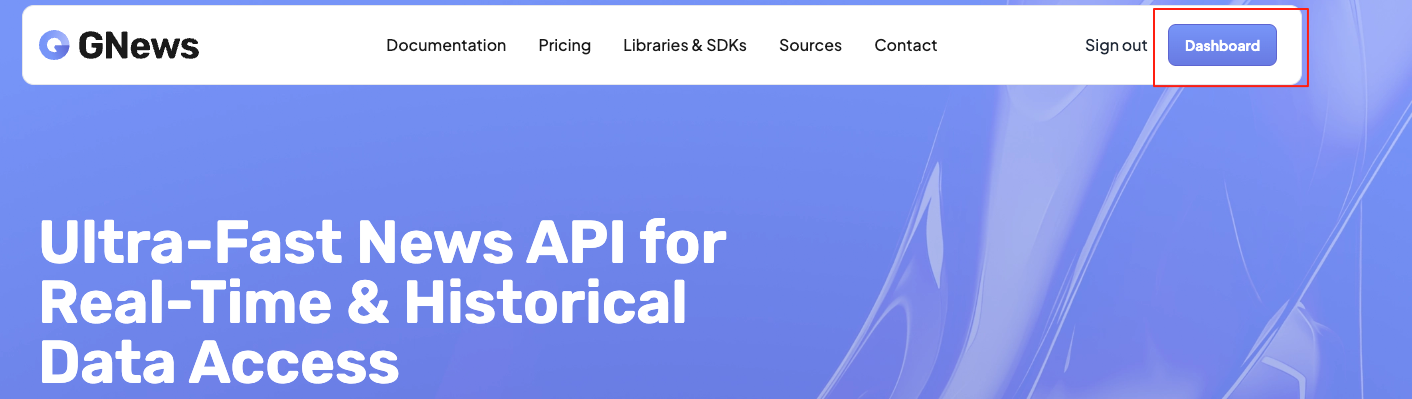 GNews
Documentation Pricing Libraries & SDKs Sources Contact Sign out Dashboard
Ultra-Fast News API for
Real-Time & Historical
Data Access